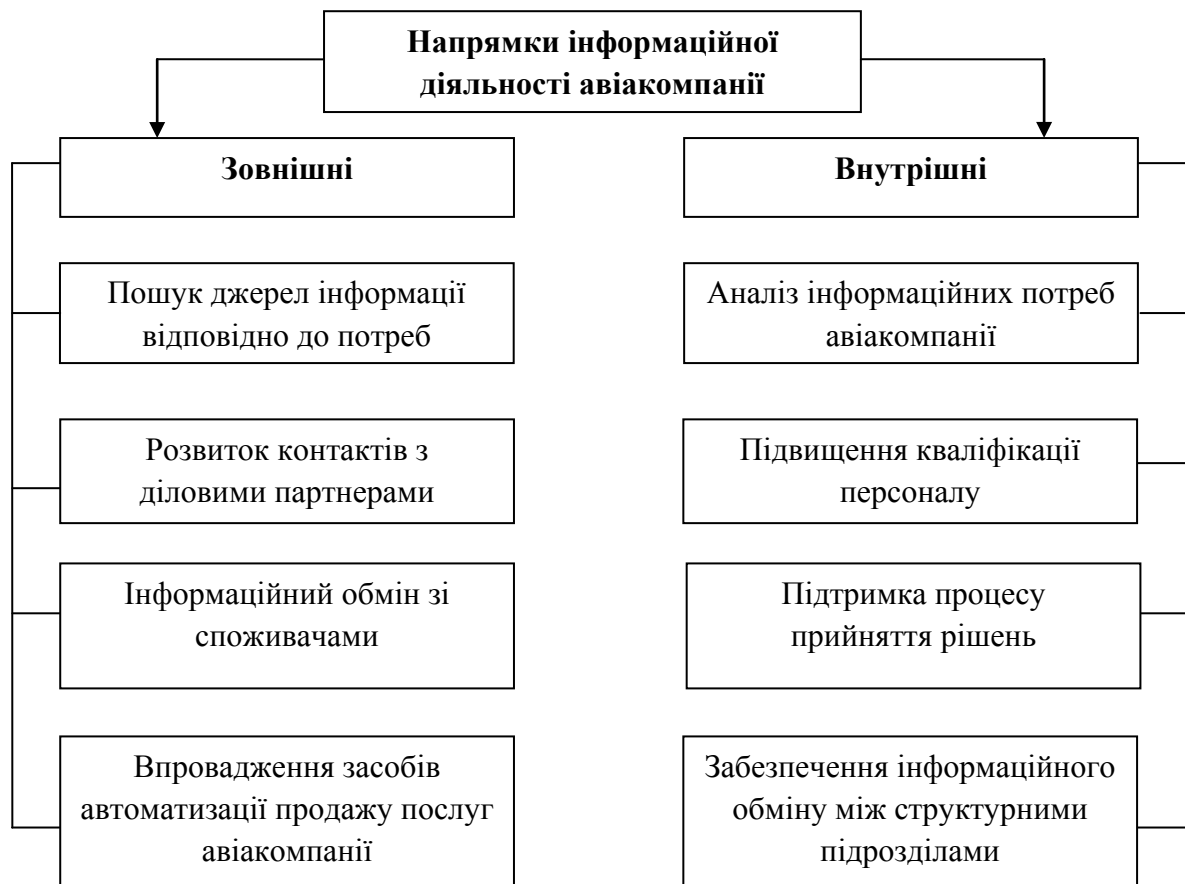 Напрямки інформаційної
діяльності авіакомпанії
Зовнішні
Пошук джерел інформації
відповідно до потреб
Розвиток контактів з
діловими партнерами
Інформаційний обмін зі
споживачами
Впровадження засобів
автоматизації продажу послуг
авіакомпанії
Внутрішні
Аналіз інформаційних потреб
авіакомпанії
Підвищення кваліфікації
персоналу
Підтримка процесу
прийняття рішень
Забезпечення інформаційного
обміну між структурними
підрозділами